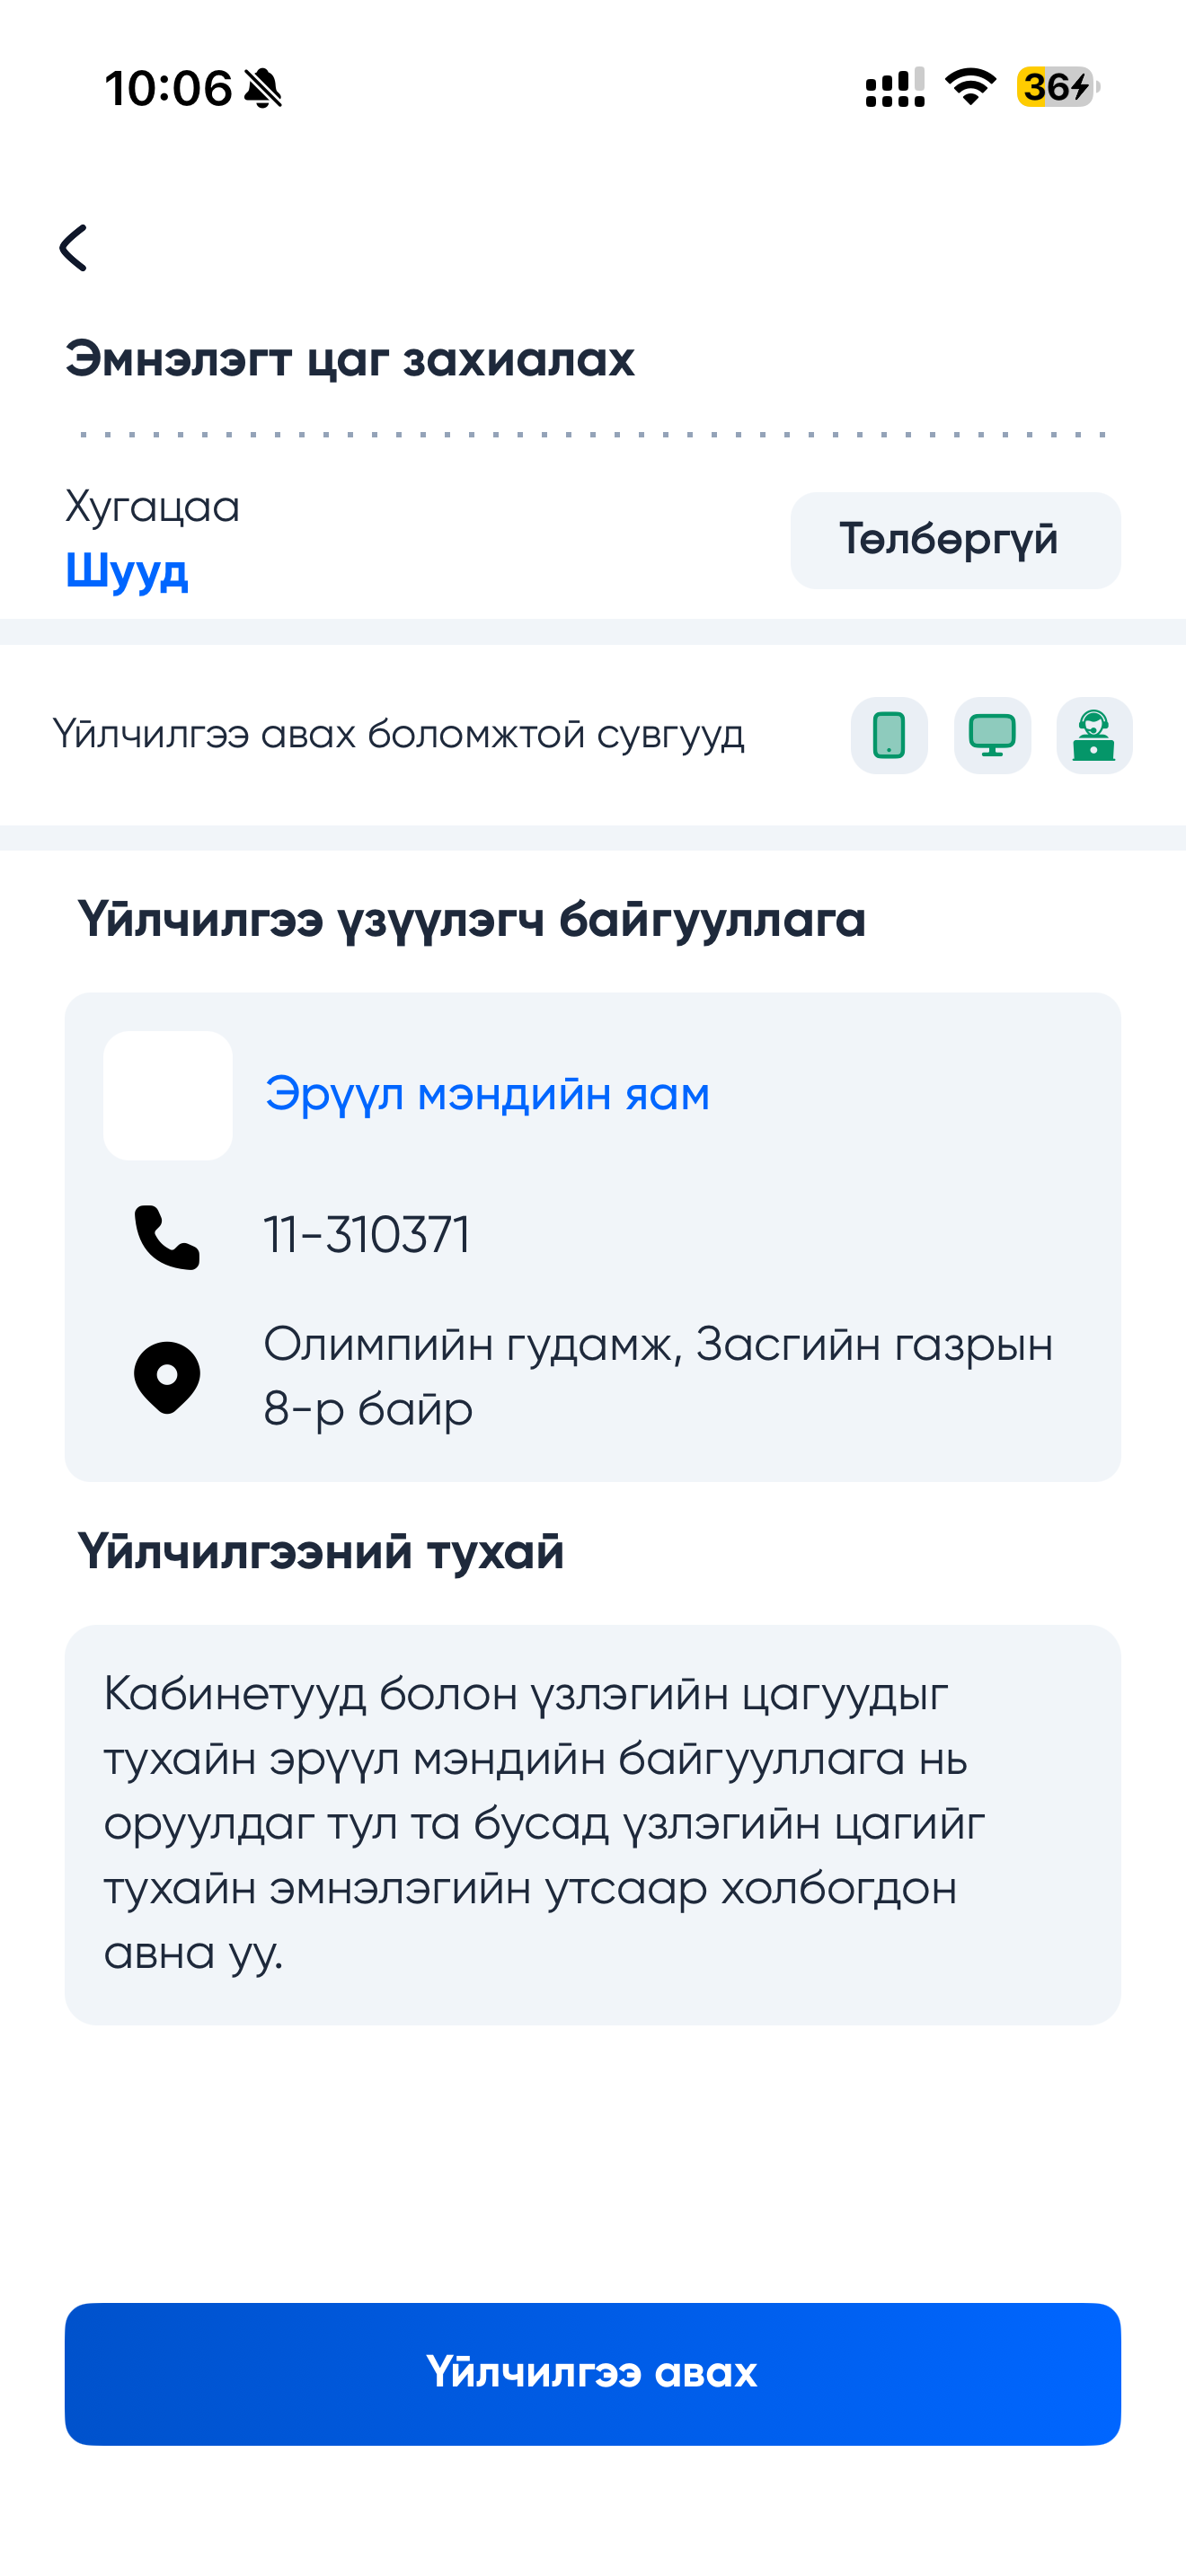 10:06
36
Эмнэлэгт цаг захиалах
Хугацаа
Шууд
Төлбөргүй
Үйлчилгээ авах боломжтой сувгууд
Үйлчилгээ үзүүлэгч байгууллага
Эрүүл мэндийн яам
11-310371
Олимпийн гудамж, Засгийн газрын
8-р байр
Үйлчилгээний тухай
Кабинетууд болон үзлэгийн цагуудыг
тухайн эрүүл мэндийн байгууллага нь
оруулдаг тул та бусад үзлэгийн цагийг
тухайн эмнэлэгийн утсаар холбогдон
авна уу.
Үйлчилгээ авах